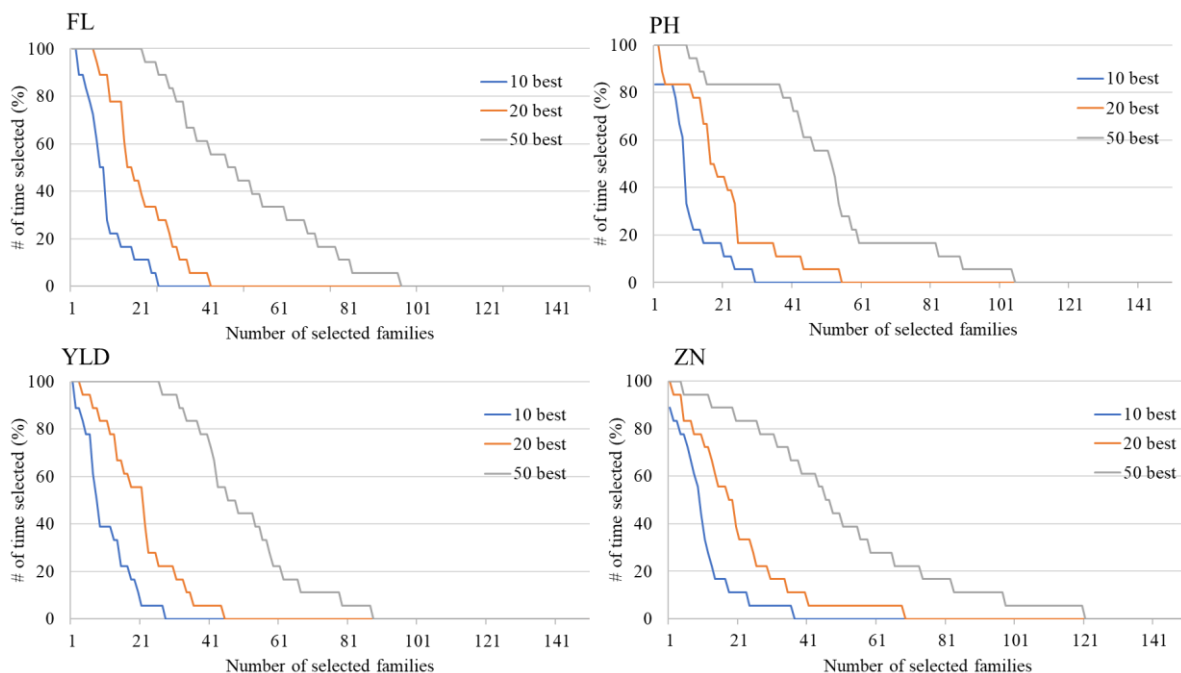 FL
# of time selected (%)
100
80
60
40
20
0
10 best
20 best
50 best
1 21 41 61 81 101 121 141
Number of selected families
PH
# of time selected (%)
100
80
60
40
20
0
10 best
20 best
50 best
1 21 41 61 81 101 121 141
Number of selected families
YLD
# of time selected (%)
100
80
60
40
20
0
10 best
20 best
50 best
1 21 41 61 81 101 121 141
Number of selected families
ZN
# of time selected (%)
100
80
60
40
20
0
10 best
20 best
50 best
1 21 41 61 81 101 121 141
Number of selected families